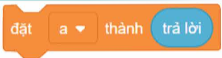 đặt a thành trả lời